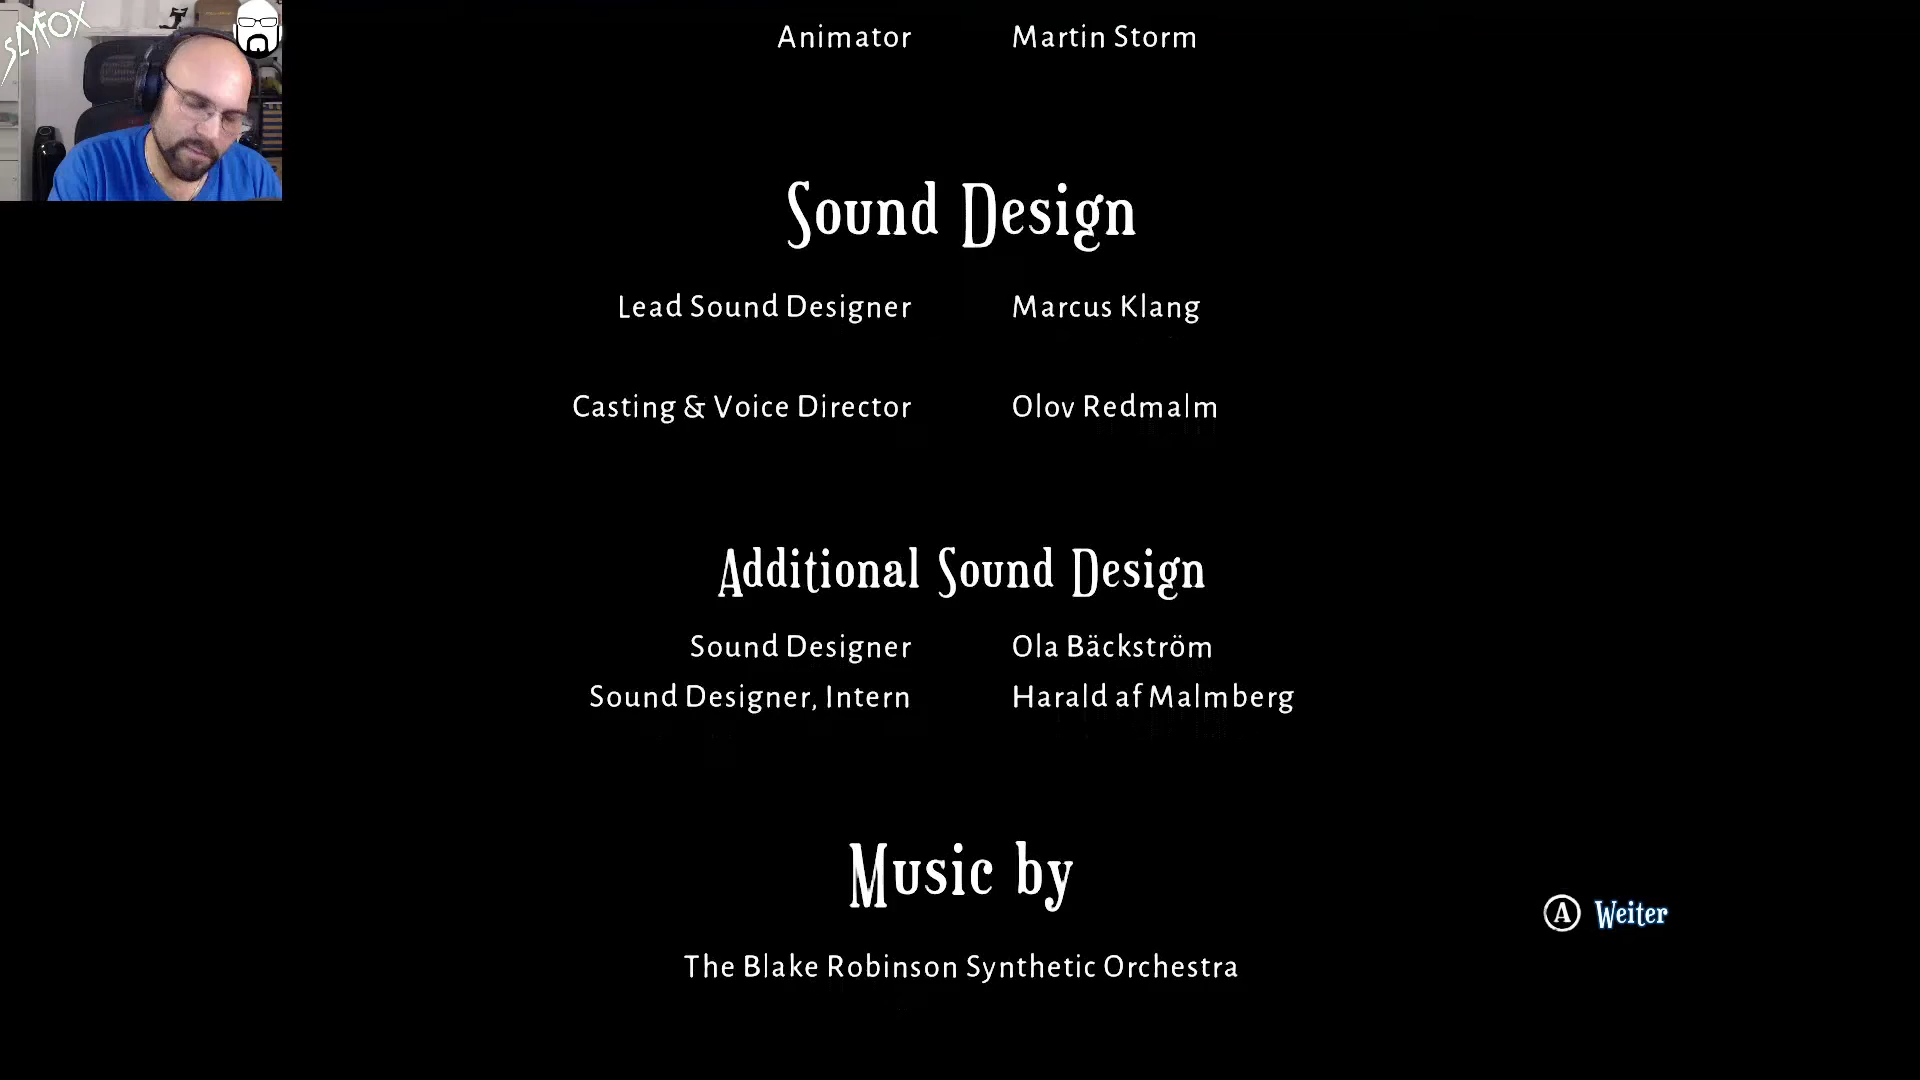 SLYFOX
Animator Martin Storm
Sound Design
Lead Sound Designer Marcus Klang
Casting & Voice Director Olov Redmalm
Additional Sound Design
Sound Designer Ola Bäckström
Sound Designer, Intern Harald af Malmberg
Music by
The Blake Robinson Synthetic Orchestra
A Weiter